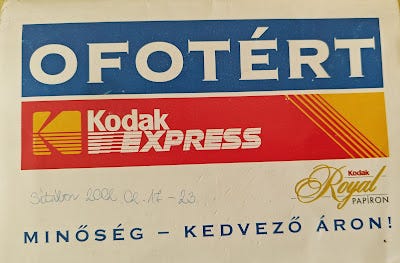 OFOTÉRT
Kodak
EXPRESS
Kodak
Royal
PAPÍRON
2002. 02. 17 - 23.
MINŐSÉG – KEDVEZŐ ÁRON!